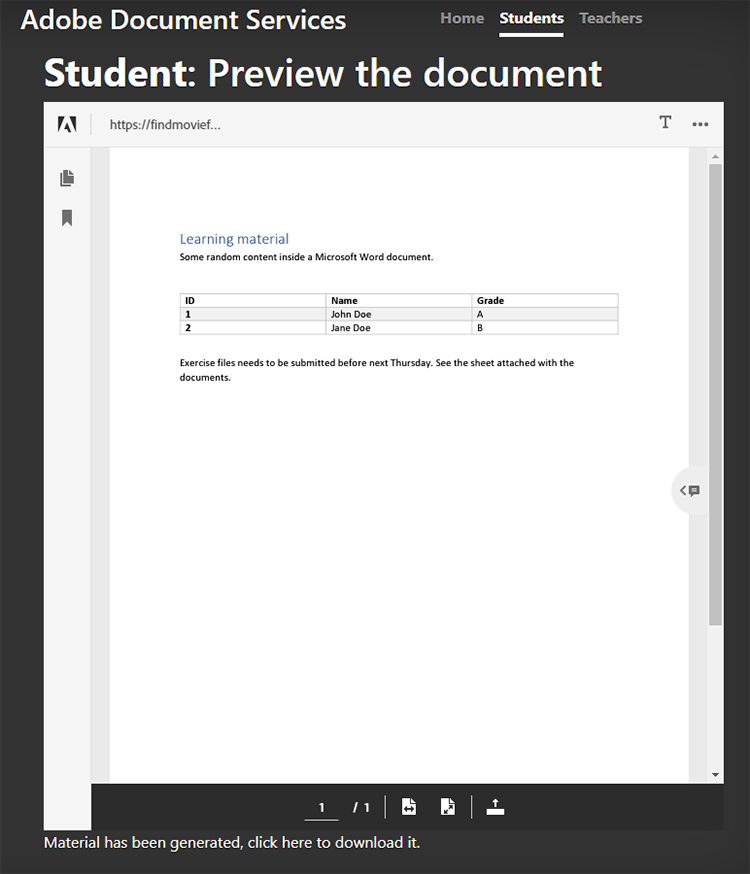 Adobe Document Services
Home Students Teachers
Student: Preview the document
https://findmovief...
T
Learning material
Some random content inside a Microsoft Word document.
ID Name Grade
1 John Doe A
2 Jane Doe B
Exercise files needs to be submitted before next Thursday. See the sheet attached with the
documents.
1 / 1
Material has been generated, click here to download it.